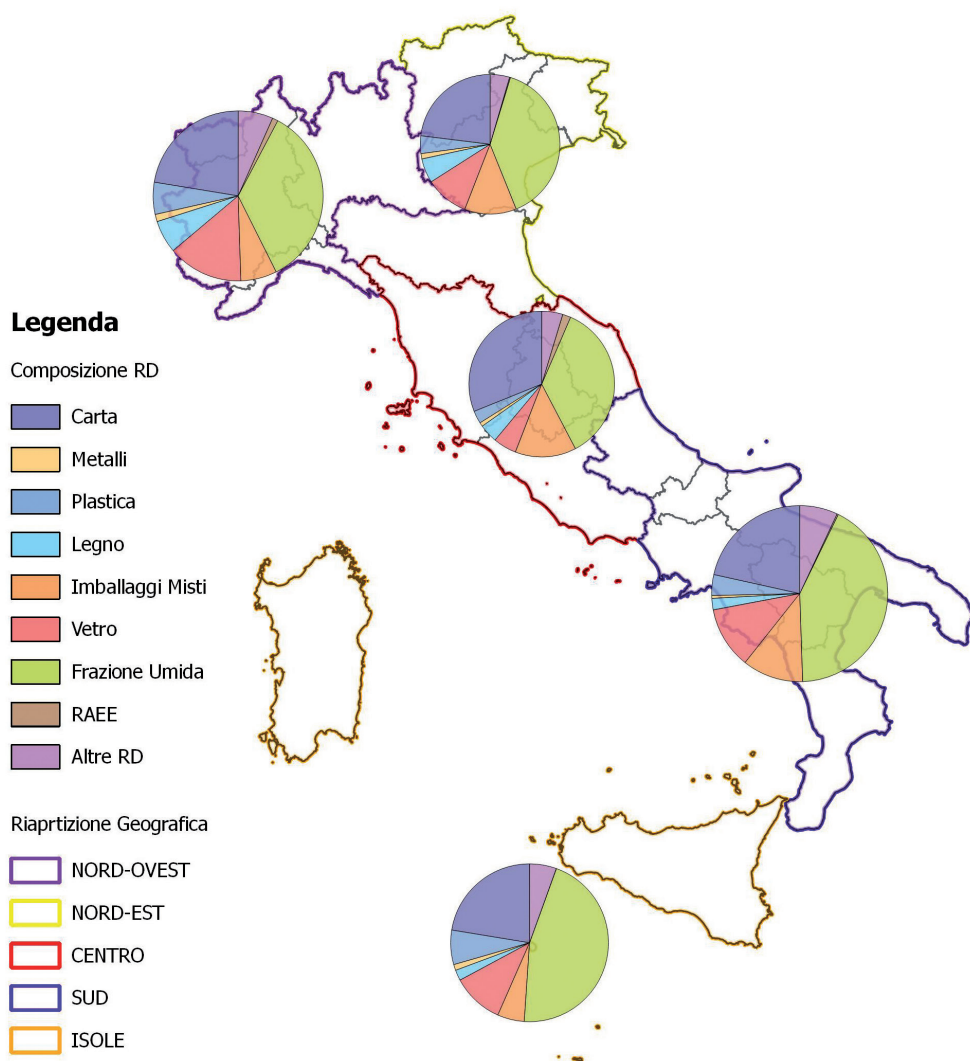 Legenda
Composizione RD
Carta
Metalli
Plastica
Legno
Imballaggi Misti
Vetro
Frazione Umida
RAEE
Altre RD
Riaprtizione Geografica
NORD-OVEST
NORD-EST
CENTRO
SUD
ISOLE